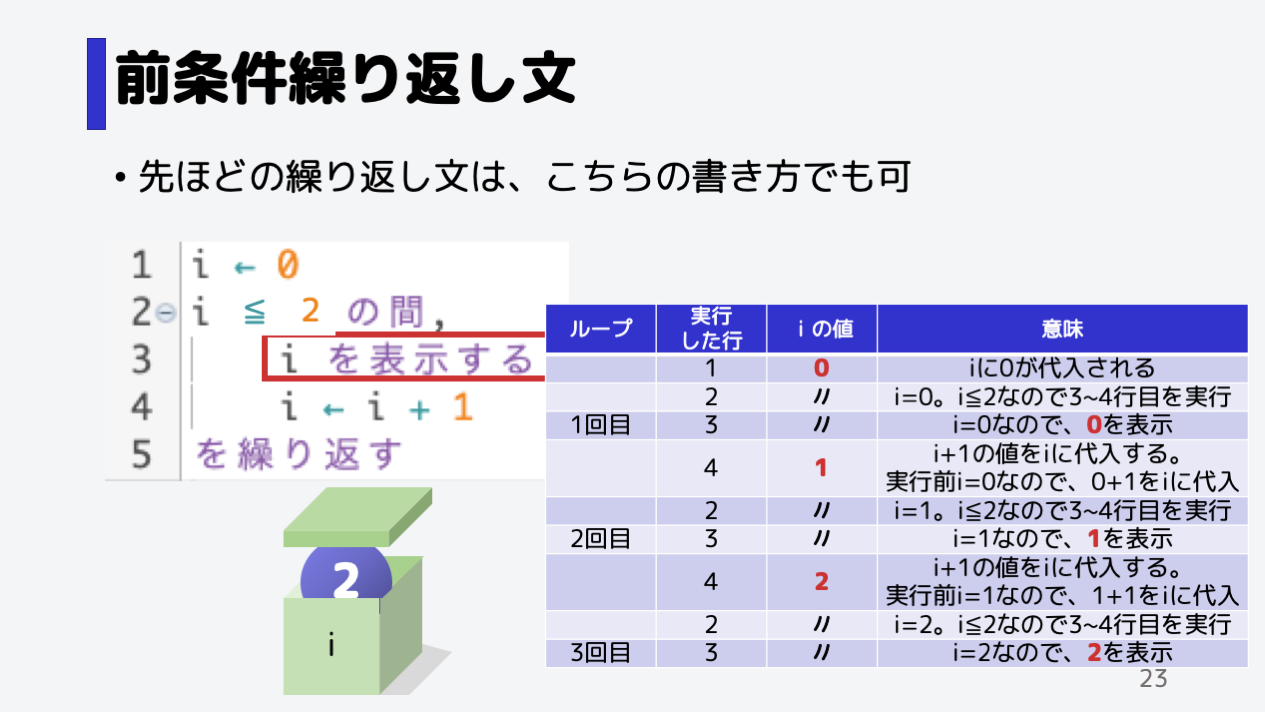 前条件繰り返し文
• 先ほどの繰り返し文は、こちらの書き方でも可
1 i ← 0
2 i ≦ 2 の間,
3 i を表示する
4 i ← i + 1
5 を繰り返す
2
i
ループ 実行した行 i の値 意味
1 0 iに0が代入される
2 〃 i=0。i≦2なので3~4行目を実行
1回目 3 〃 i=0なので、0を表示
4 1 i+1の値をiに代入する。
実行前i=0なので、0+1をiに代入
2 〃 i=1。i≦2なので3~4行目を実行
2回目 3 〃 i=1なので、1を表示
4 2 i+1の値をiに代入する。
実行前i=1なので、1+1をiに代入
2 〃 i=2。i≦2なので3~4行目を実行
3回目 3 〃 i=2なので、2を表示
23